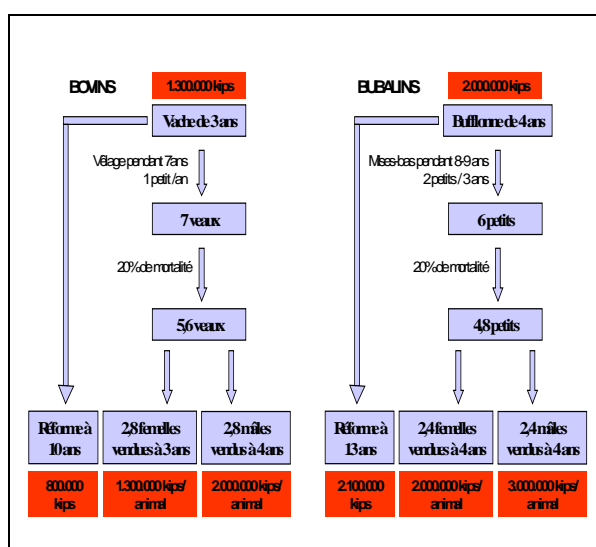 BOVINS
1.300.000 kips
Vache de 3 ans
Vêlage pendant 7 ans
1 petit / an
7 veaux
20% de mortalité
5,6 veaux
Réforme à
10 ans
2,8 femelles
vendues à 3 ans
2,8 mâles
vendus à 4 ans
800.000
kips
1.300.000 kips/
animal
2.000.000 kips/
animal
BUBALINS
2.000.000 kips
Bufflonne de 4 ans
Mises-bas pendant 8-9 ans
2 petits / 3 ans
6 petits
20% de mortalité
4,8 petits
Réforme à
13 ans
2,4 femelles
vendues à 4 ans
2,4 mâles
vendus à 4 ans
2.100.000
kips
2.000.000 kips/
animal
3.000.000 kips/
animal